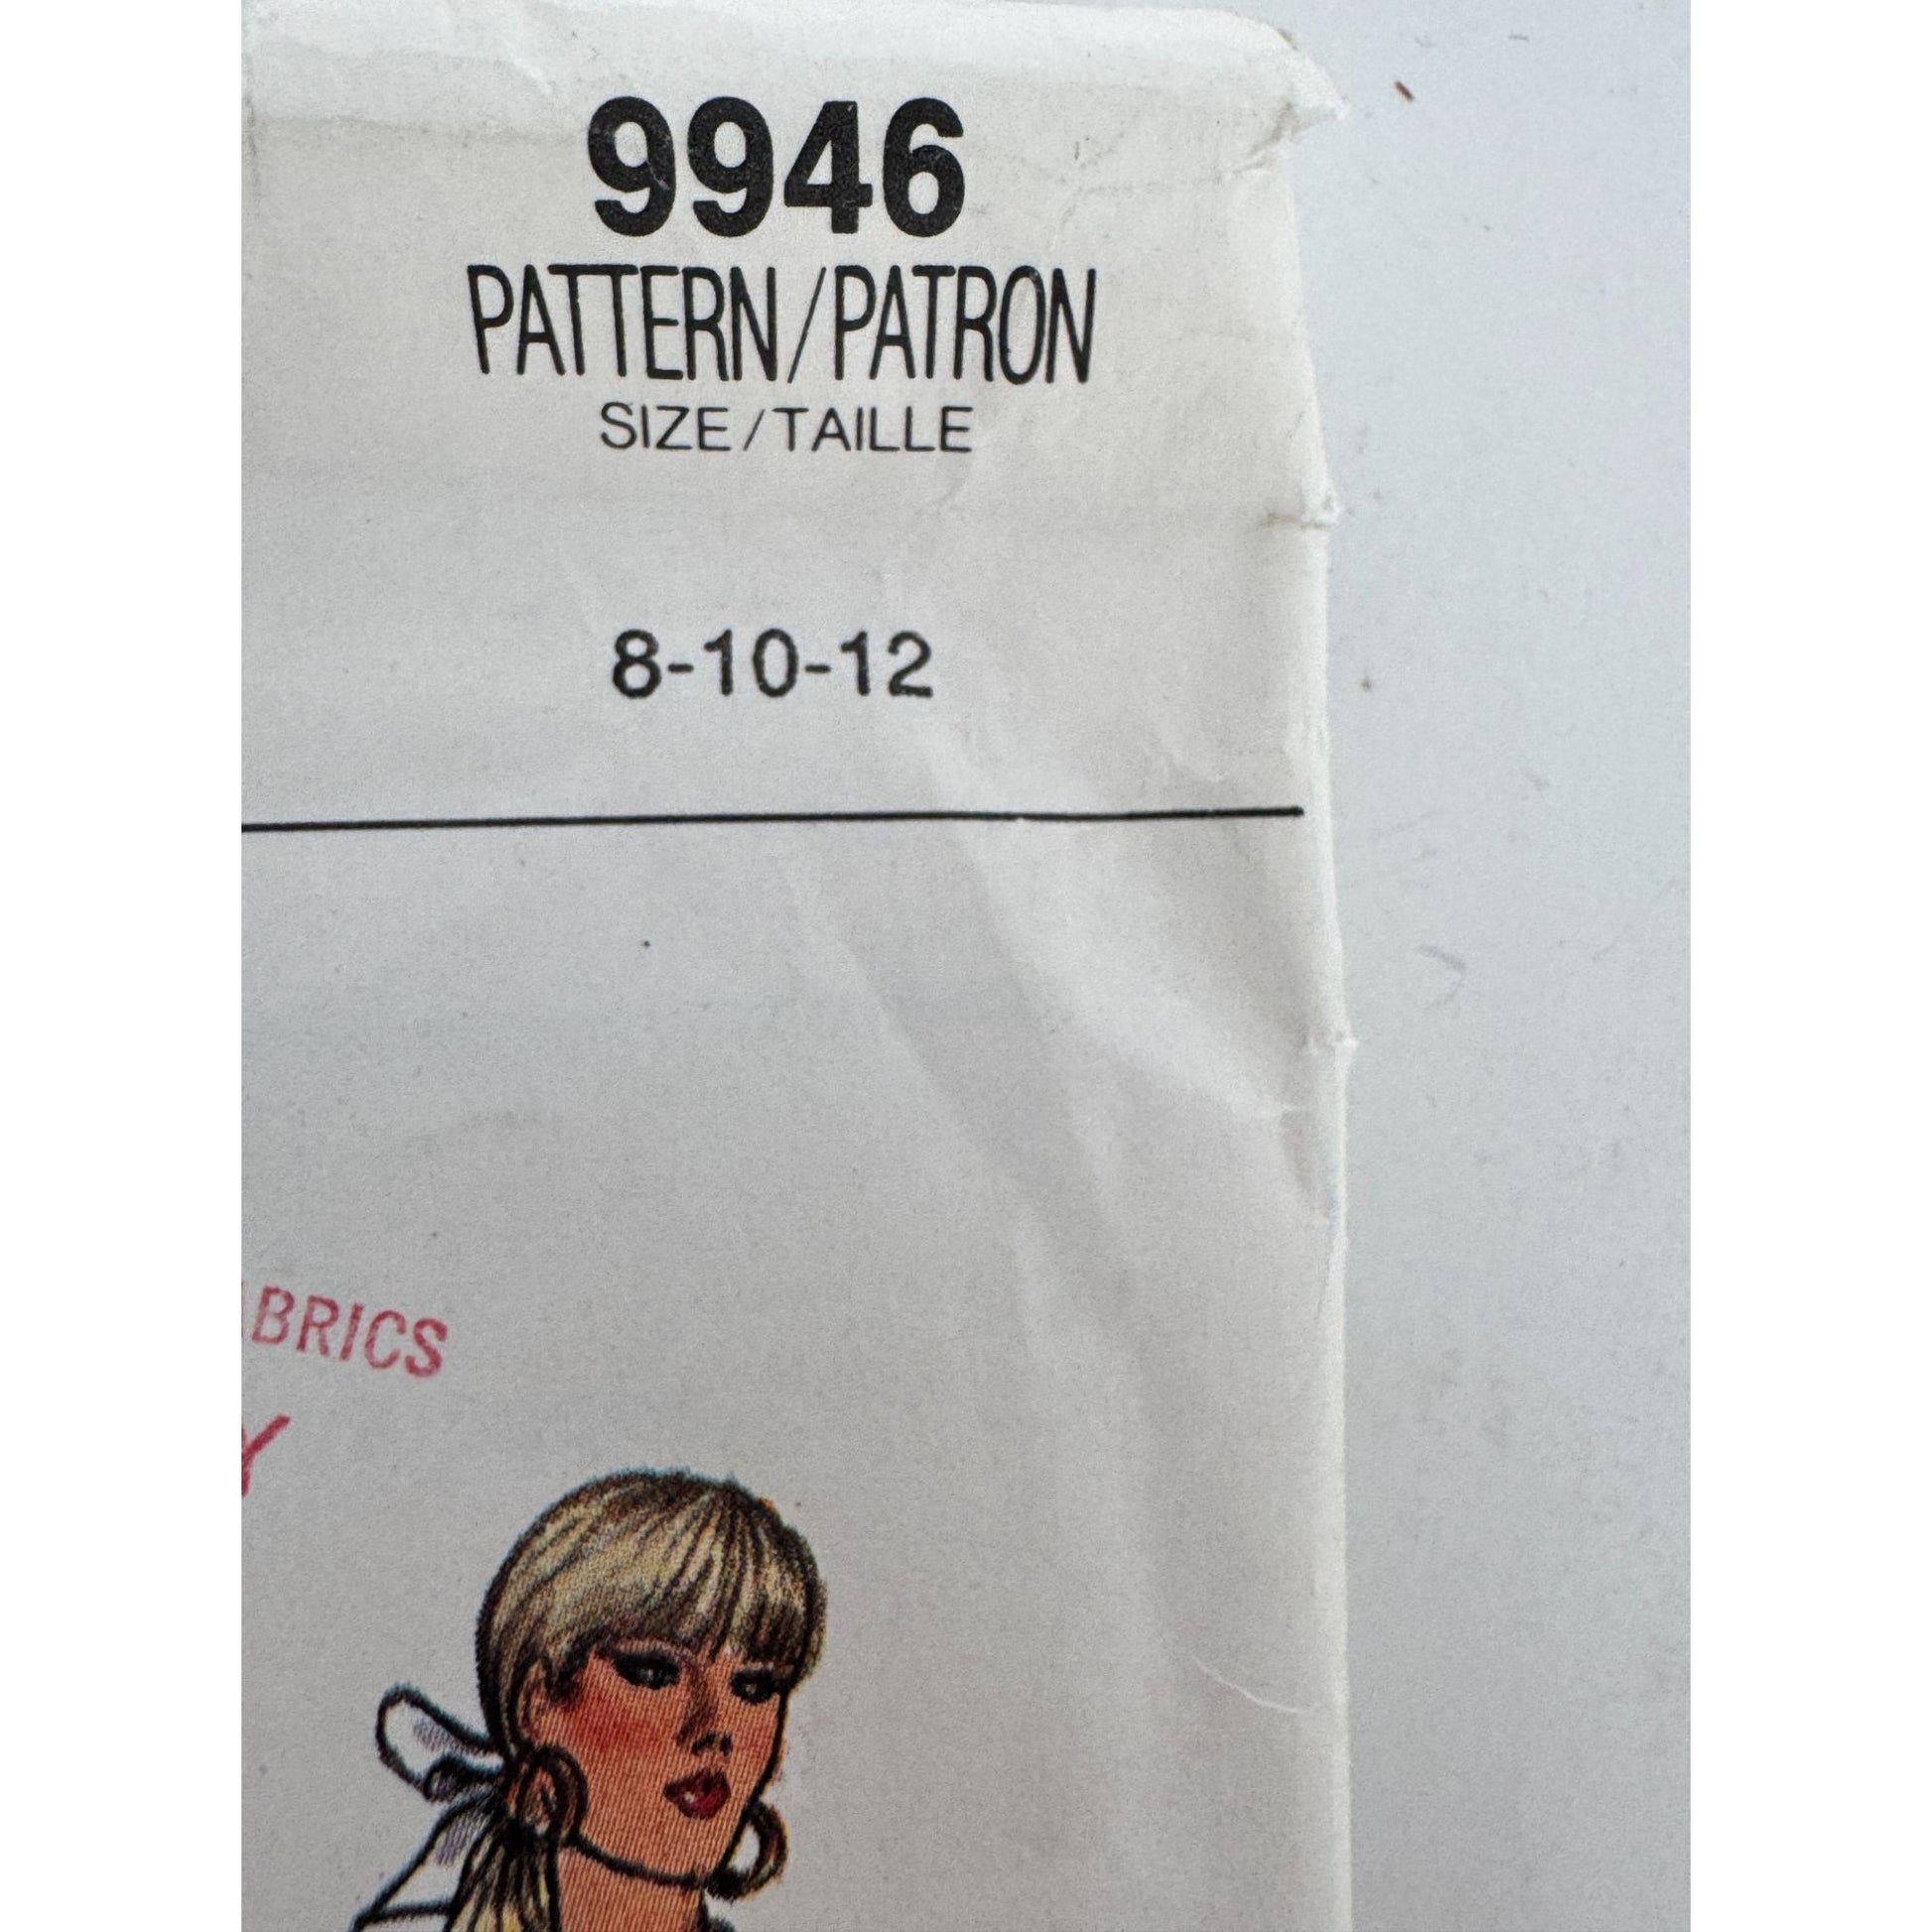 9946
PATTERN/PATRON
SIZE/TAILLE
8-10-12
BRICS
Y